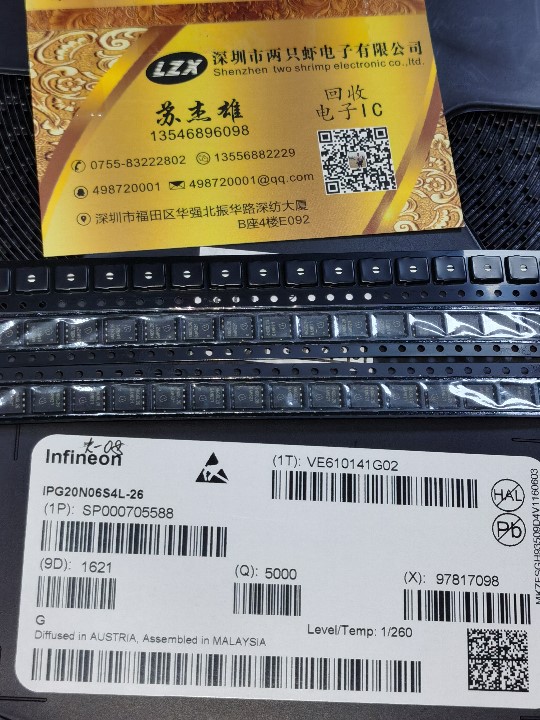 LZX 深圳市两只虾电子有限公司
Shenzhen two shrimp electronic co.,ltd.
苏杰雄
13546896098
回收
电子IC
0755-83222802 13556882229
498720001 498720001@qq.com
深圳市福田区华强北振华路深纺大厦
B座4楼E092
Infineon
IPG20N06S4L-26
(1P): SP000705588
(9D): 1621
(1T): VE610141G02
(Q): 5000
(X): 97817098
HAL
Pb
G
Diffused in AUSTRIA, Assembled in MALAYSIA
Level/Temp: 1/260
MKZFSGH93509D4V1160603